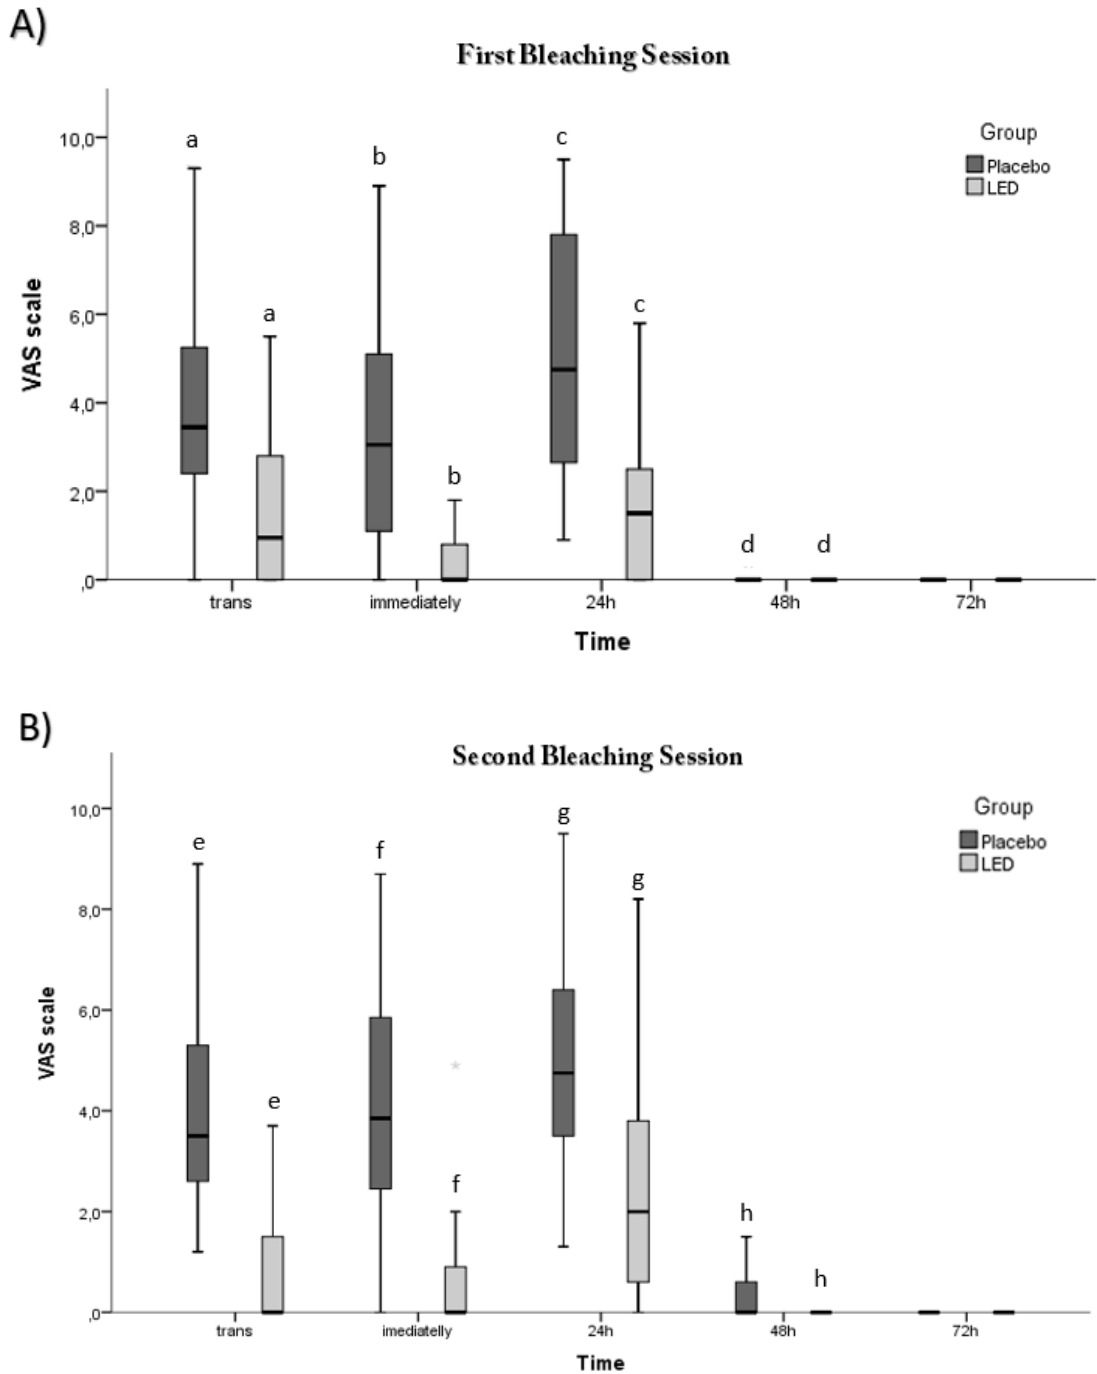 A)
First Bleaching Session
Group
Placebo
LED
VAS scale
10,0
8,0
6,0
4,0
2,0
,0
a
a
b
b
c
c
d
d
trans
immediately
24h
48h
72h
Time
B)
Second Bleaching Session
Group
Placebo
LED
VAS scale
10,0
8,0
6,0
4,0
2,0
,0
e
e
f
f
g
g
h
h
trans
imediatelly
24h
48h
72h
Time